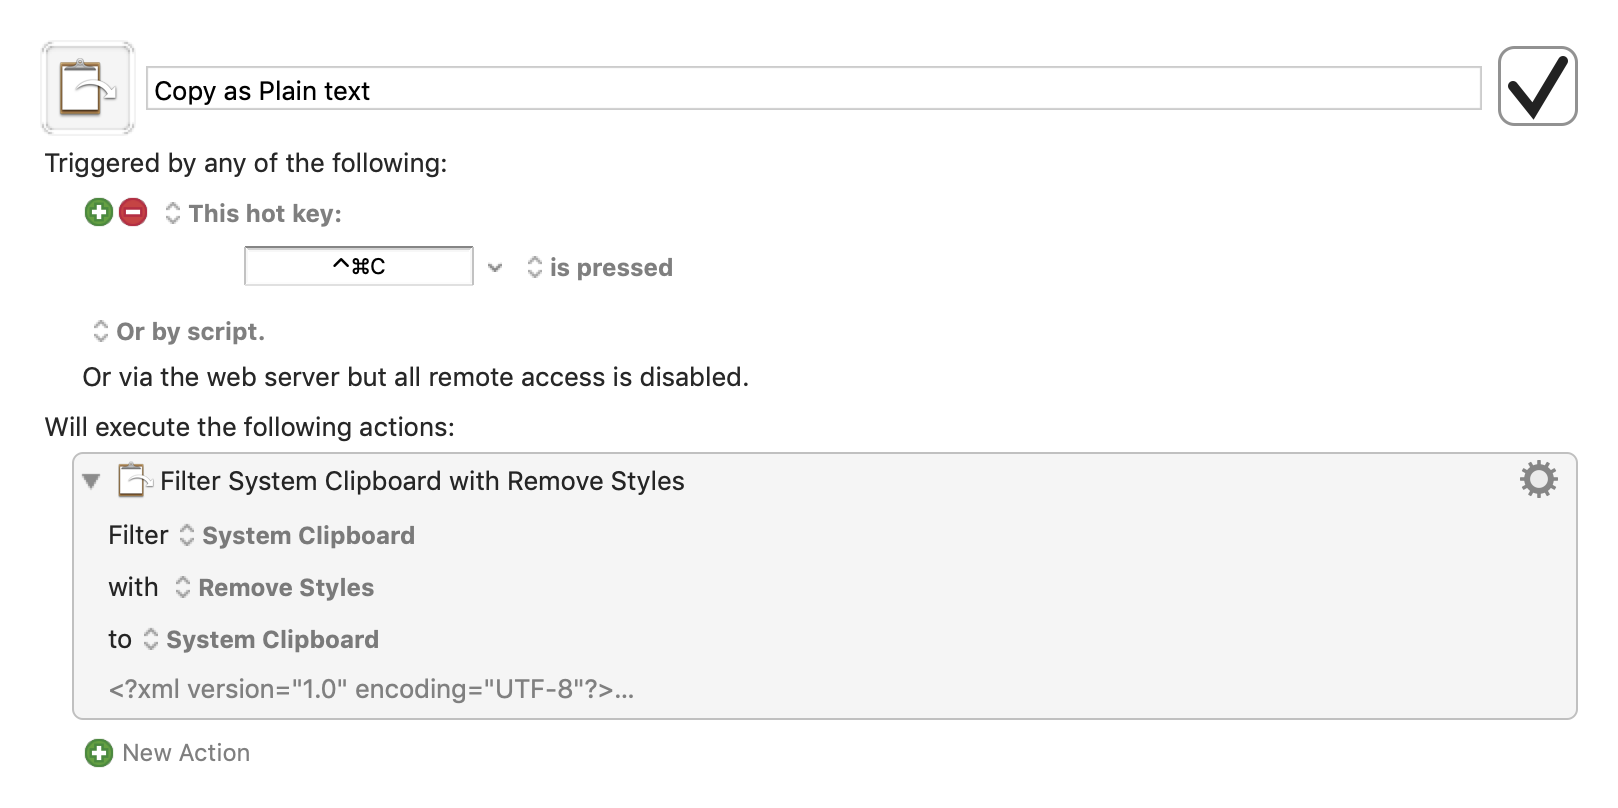 Copy as Plain text
Triggered by any of the following:
This hot key:
^⌘C
is pressed
Or by script.
Or via the web server but all remote access is disabled.
Will execute the following actions:
Filter System Clipboard with Remove Styles
Filter System Clipboard
with Remove Styles
to System Clipboard
<?xml version="1.0" encoding="UTF-8"?>...
New Action